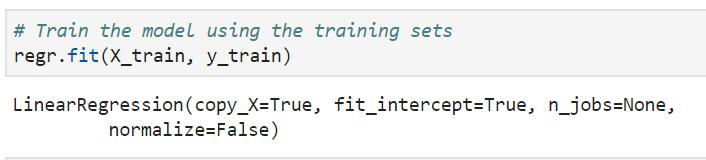 # Train the model using the training sets
regr.fit(X_train, y_train)
LinearRegression(copy_X=True, fit_intercept=True, n_jobs=None,
normalize=False)